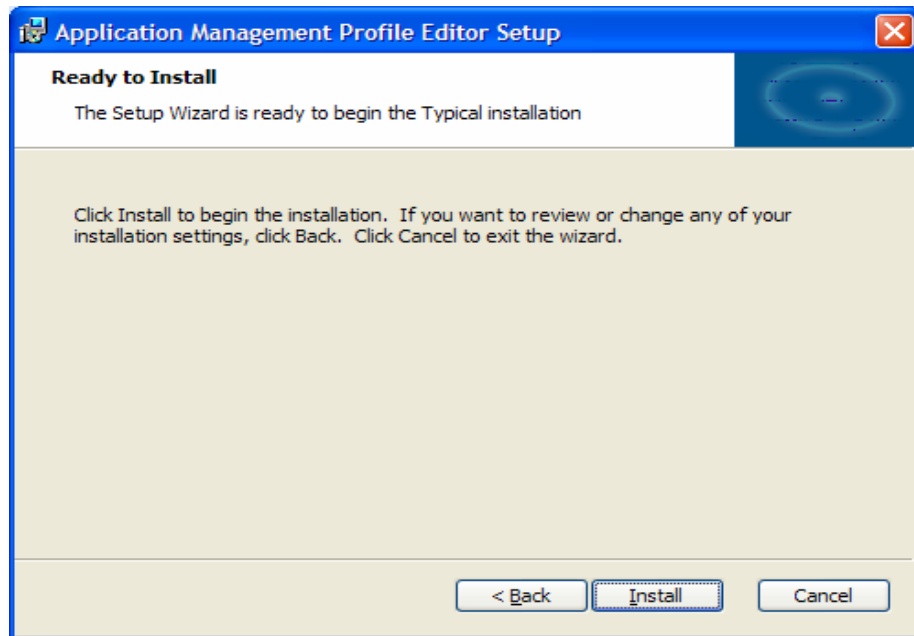 Application Management Profile Editor Setup
Ready to Install
The Setup Wizard is ready to begin the Typical installation
Click Install to begin the installation.  If you want to review or change any of your
installation settings, click Back.  Click Cancel to exit the wizard.
< Back
Install
Cancel